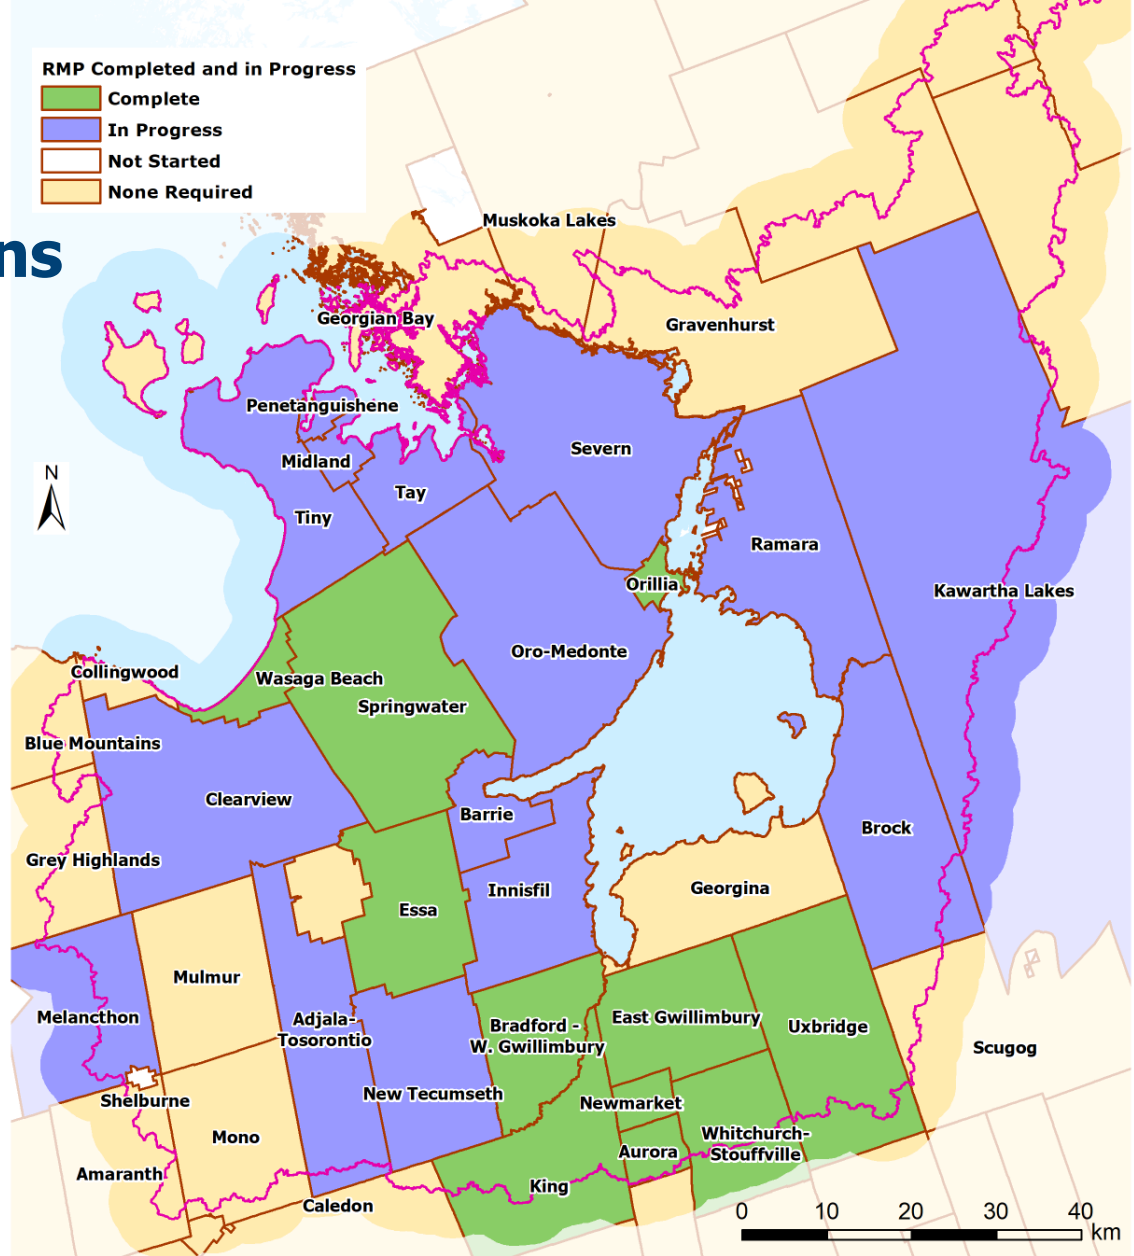 RMP Completed and in Progress
Complete
In Progress
Not Started
None Required
ns
Muskoka Lakes
Georgian Bay
Gravenhurst
Penetanguishene
Severn
Midland
Tay
N
Tiny
Ramara
Orillia
Kawartha Lakes
Oro-Medonte
Collingwood
Wasaga Beach
Springwater
Blue Mountains
Clearview
Barrie
Brock
Grey Highlands
Innisfil
Georgina
Essa
Mulmur
Melancthon
Adjala-
Tosorontio
Bradford -
W. Gwillimbury
East Gwillimbury
Uxbridge
Scugog
Shelburne
New Tecumseth
Newmarket
Mono
Whitchurch-
Stouffville
Aurora
Amaranth
King
Caledon
0 10 20 30 40
km